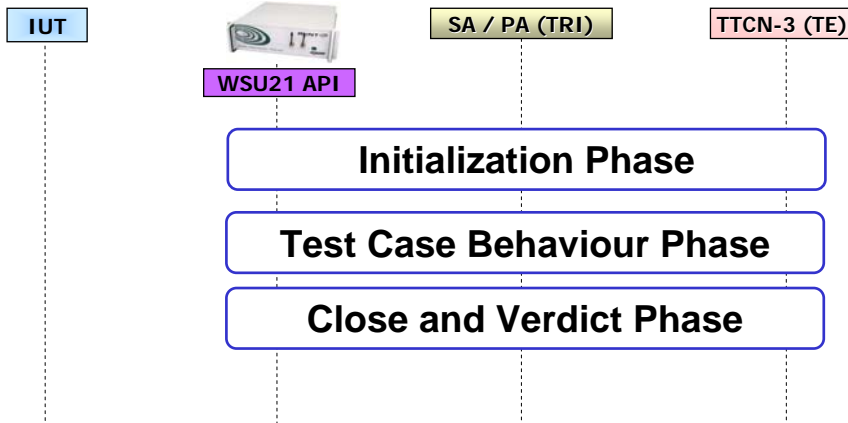 IUT
SA / PA (TRI)
TTCN-3 (TE)
WSU21 API
Initialization Phase
Test Case Behaviour Phase
Close and Verdict Phase